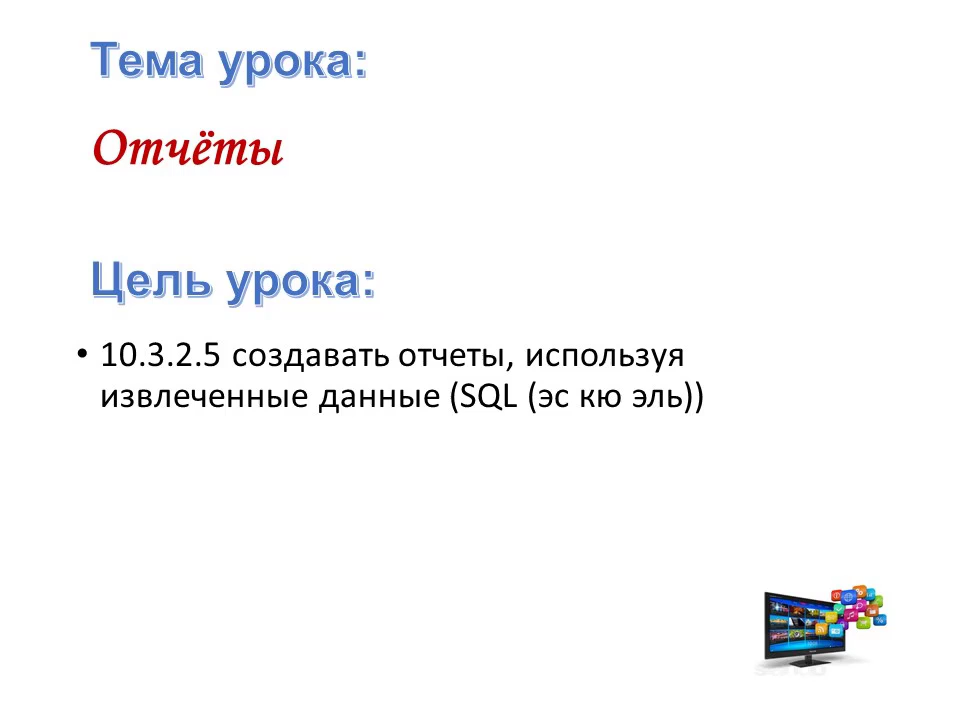 Тема урока:
Отчёты
Цель урока:
• 10.3.2.5 создавать отчеты, используя
извлеченные данные (SQL (эс кю эль))